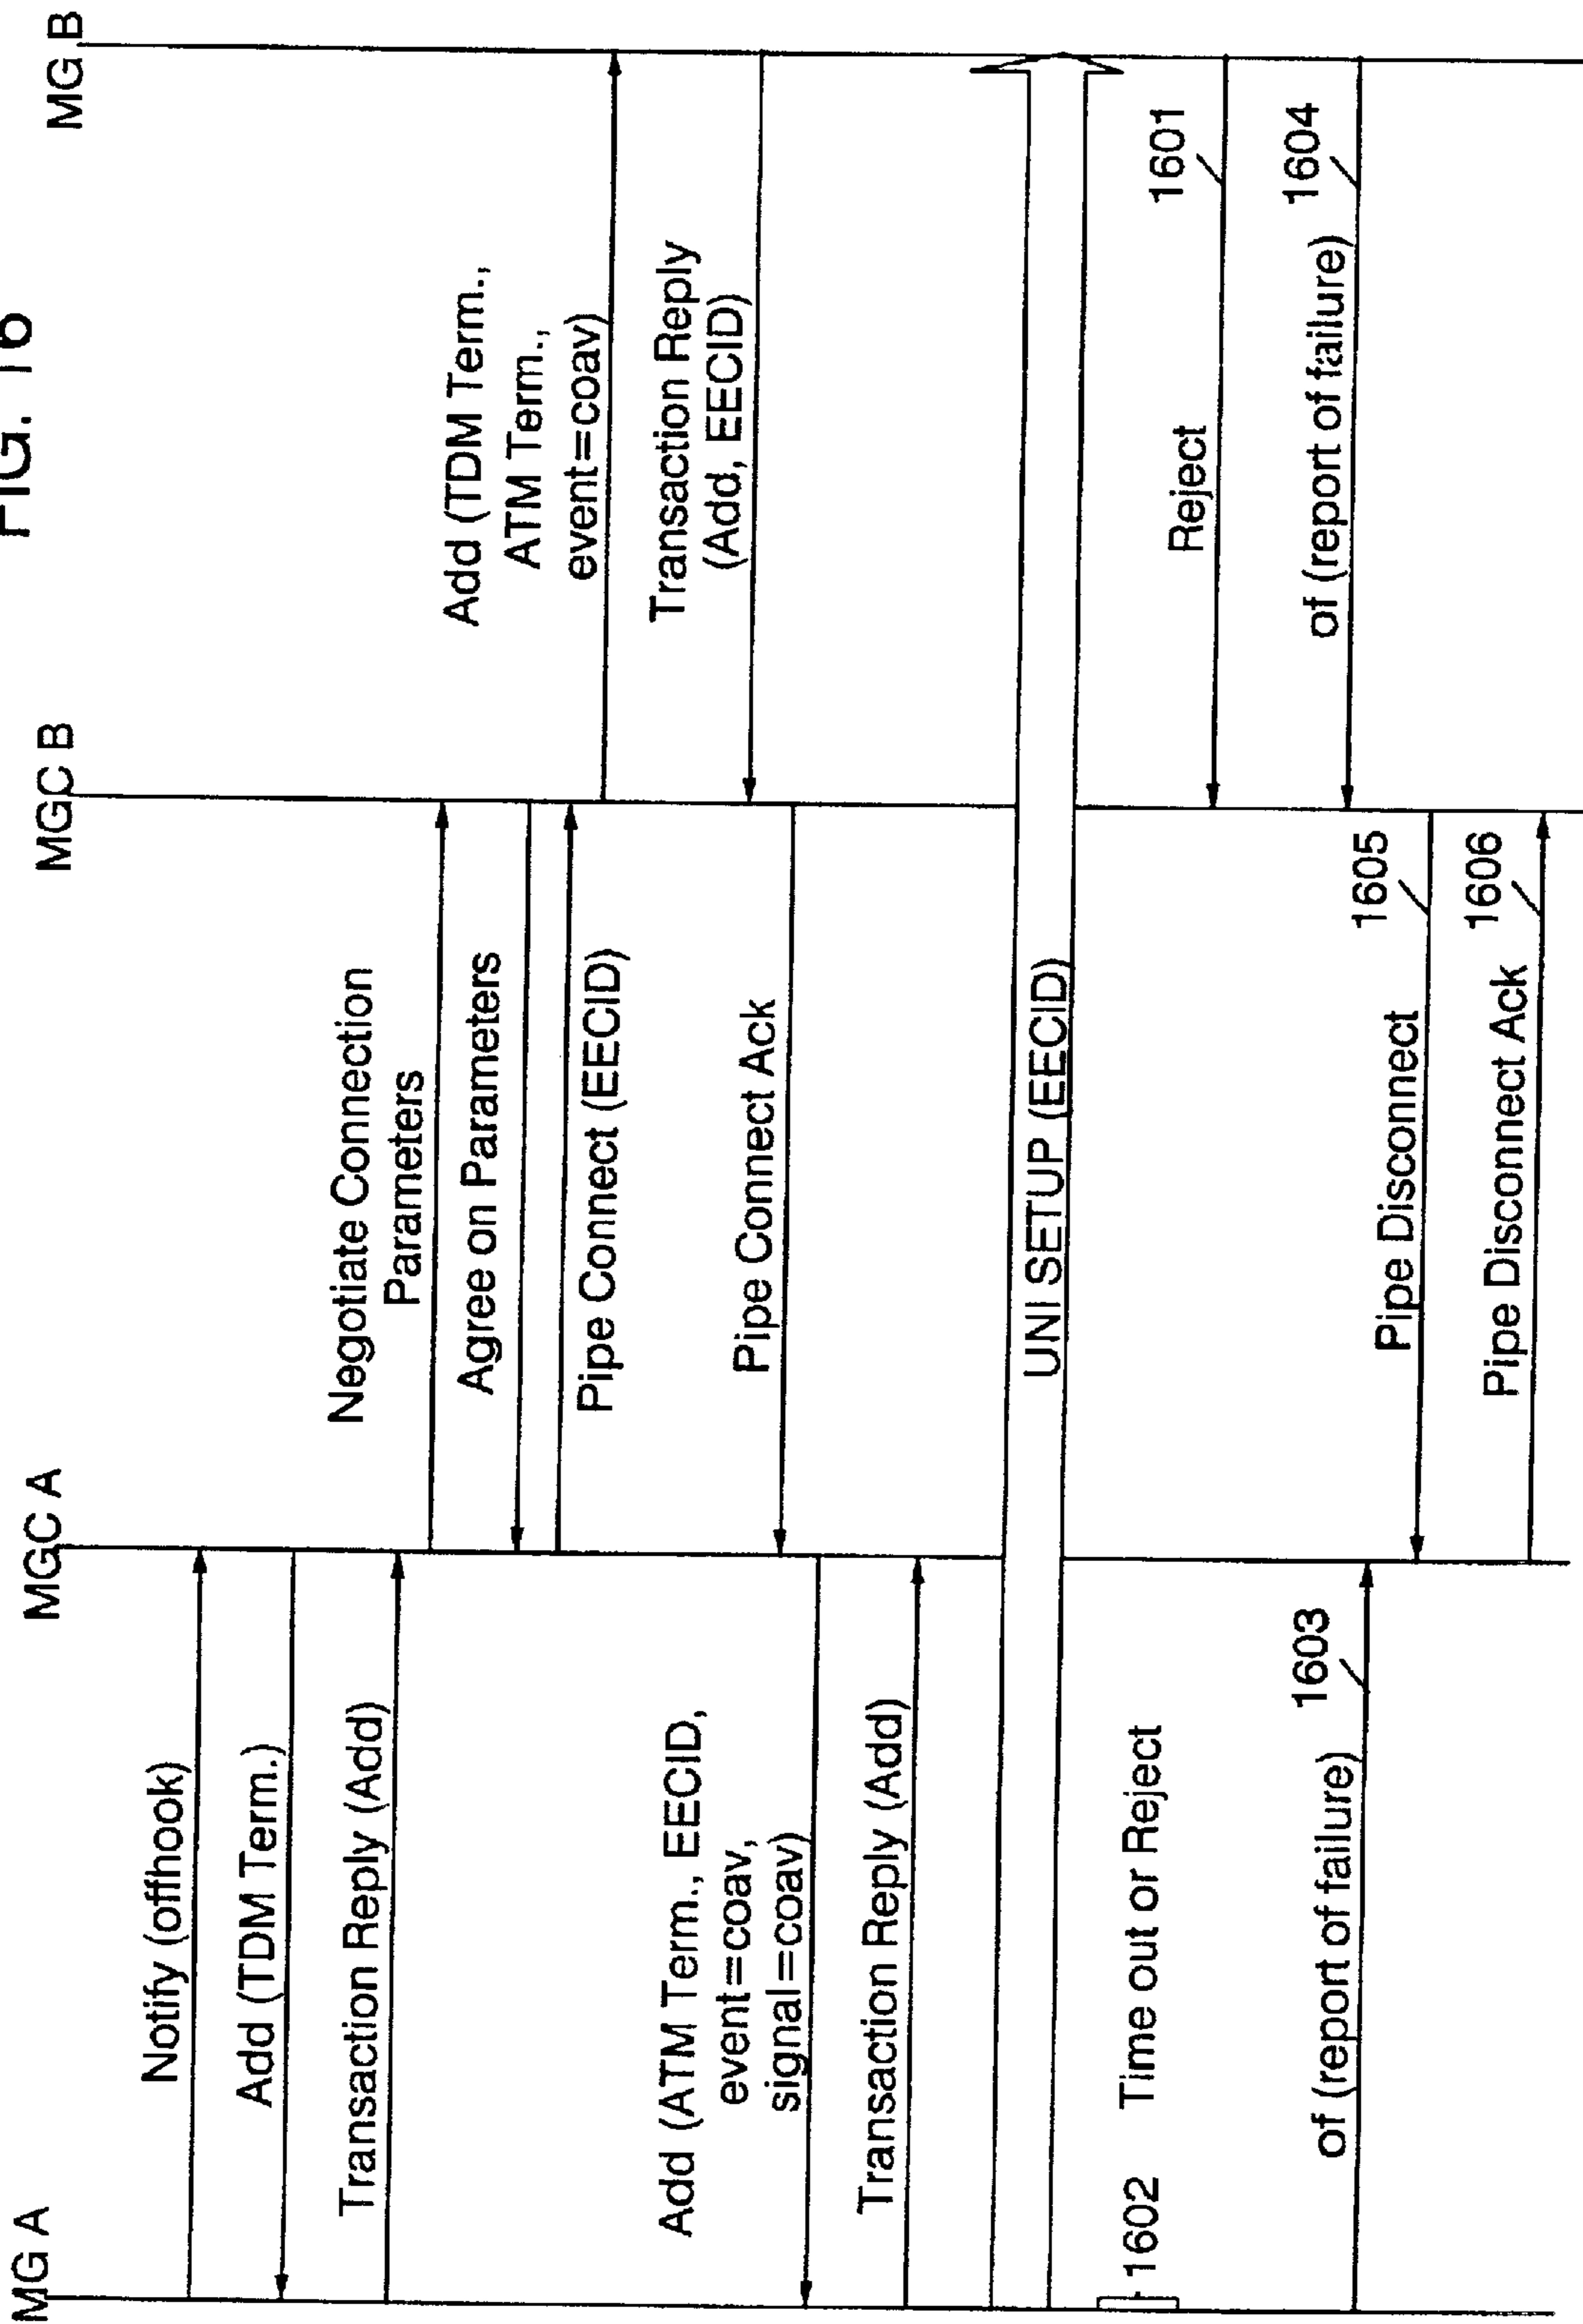 FIG. 16
MG A
MGC A
MGC B
MG B
Notify (offhook)
Add (TDM Term.)
Transaction Reply (Add)
Negotiate Connection
Parameters
Agree on Parameters
Pipe Connect (EECID)
Add (TDM Term.,
ATM Term.,
event=coav)
Transaction Reply
(Add, EECID)
Pipe Connect Ack
Add (ATM Term., EECID,
event=coav,
signal=coav)
Transaction Reply (Add)
UNI SETUP (EECID)
1602 Time out or Reject
Reject 1601
of (report of failure) 1603
of (report of failure) 1604
Pipe Disconnect 1605
Pipe Disconnect Ack 1606